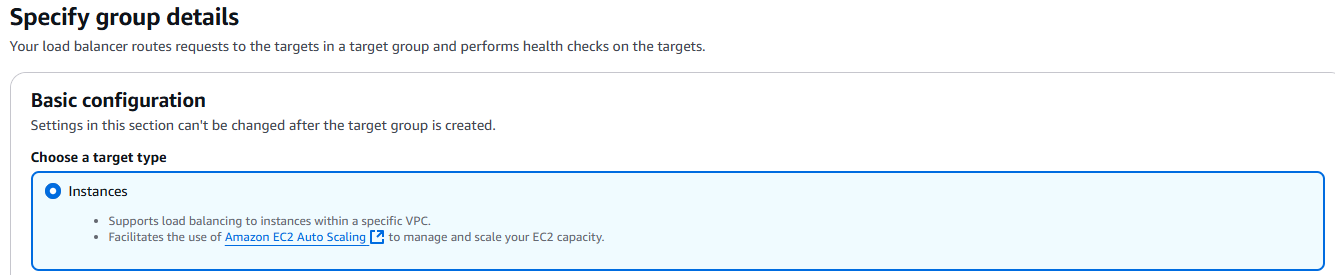 Specify group details
Your load balancer routes requests to the targets in a target group and performs health checks on the targets.
Basic configuration
Settings in this section can't be changed after the target group is created.
Choose a target type
Instances
• Supports load balancing to instances within a specific VPC.
• Facilitates the use of Amazon EC2 Auto Scaling to manage and scale your EC2 capacity.